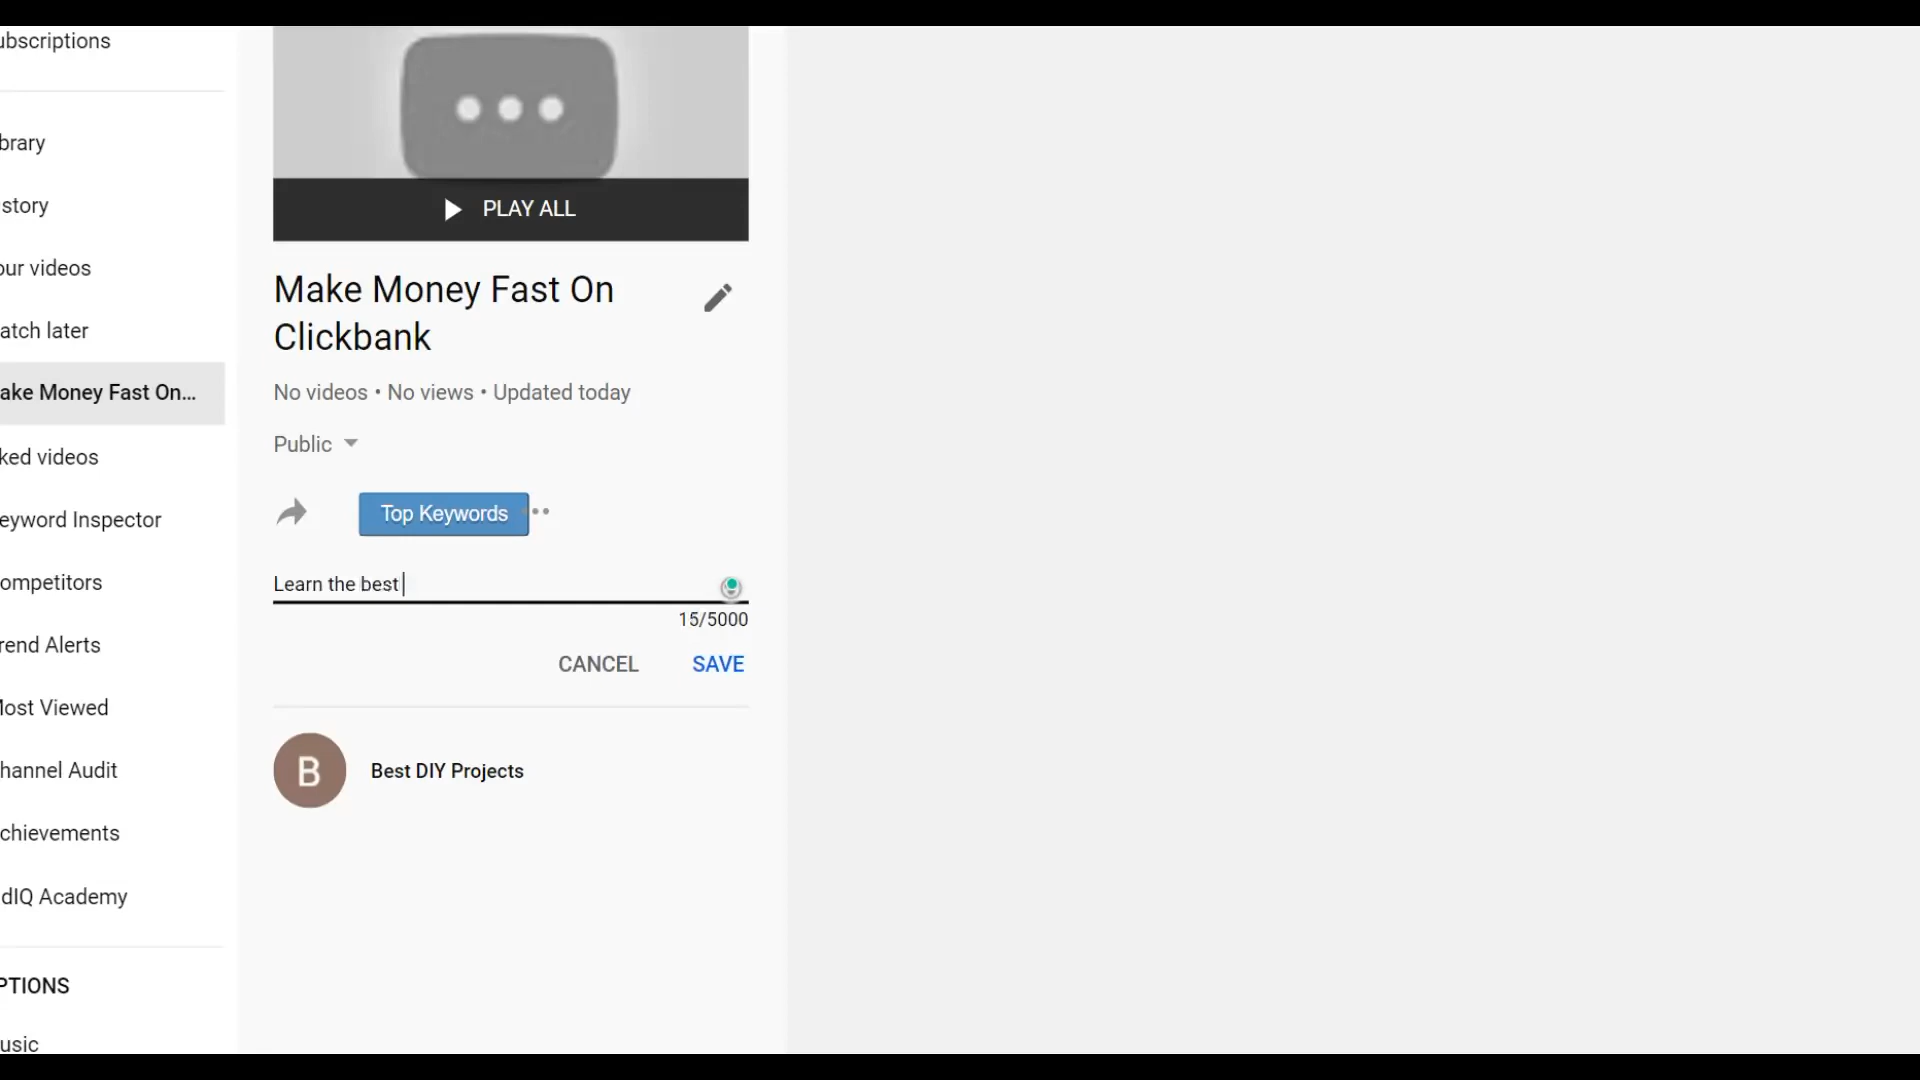 ubscriptions
brary
story
our videos
atch later
ake Money Fast On...
ked videos
eyword Inspector
ompetitors
rend Alerts
Most Viewed
hannel Audit
chievements
dIQ Academy
PTIONS
usic
PLAY ALL
Make Money Fast On
Clickbank
No videos • No views • Updated today
Public
Top Keywords
Learn the best
15/5000
CANCEL SAVE
B
Best DIY Projects